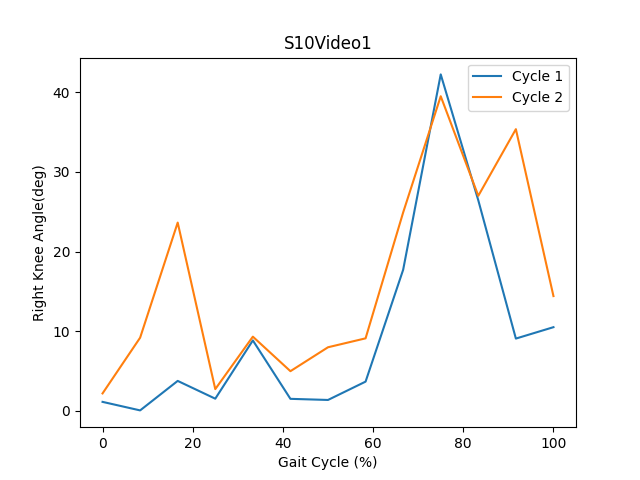 S10Video1
Cycle 1
Cycle 2
Right Knee Angle(deg)
40
30
20
10
0
0 20 40 60 80 100
Gait Cycle (%)